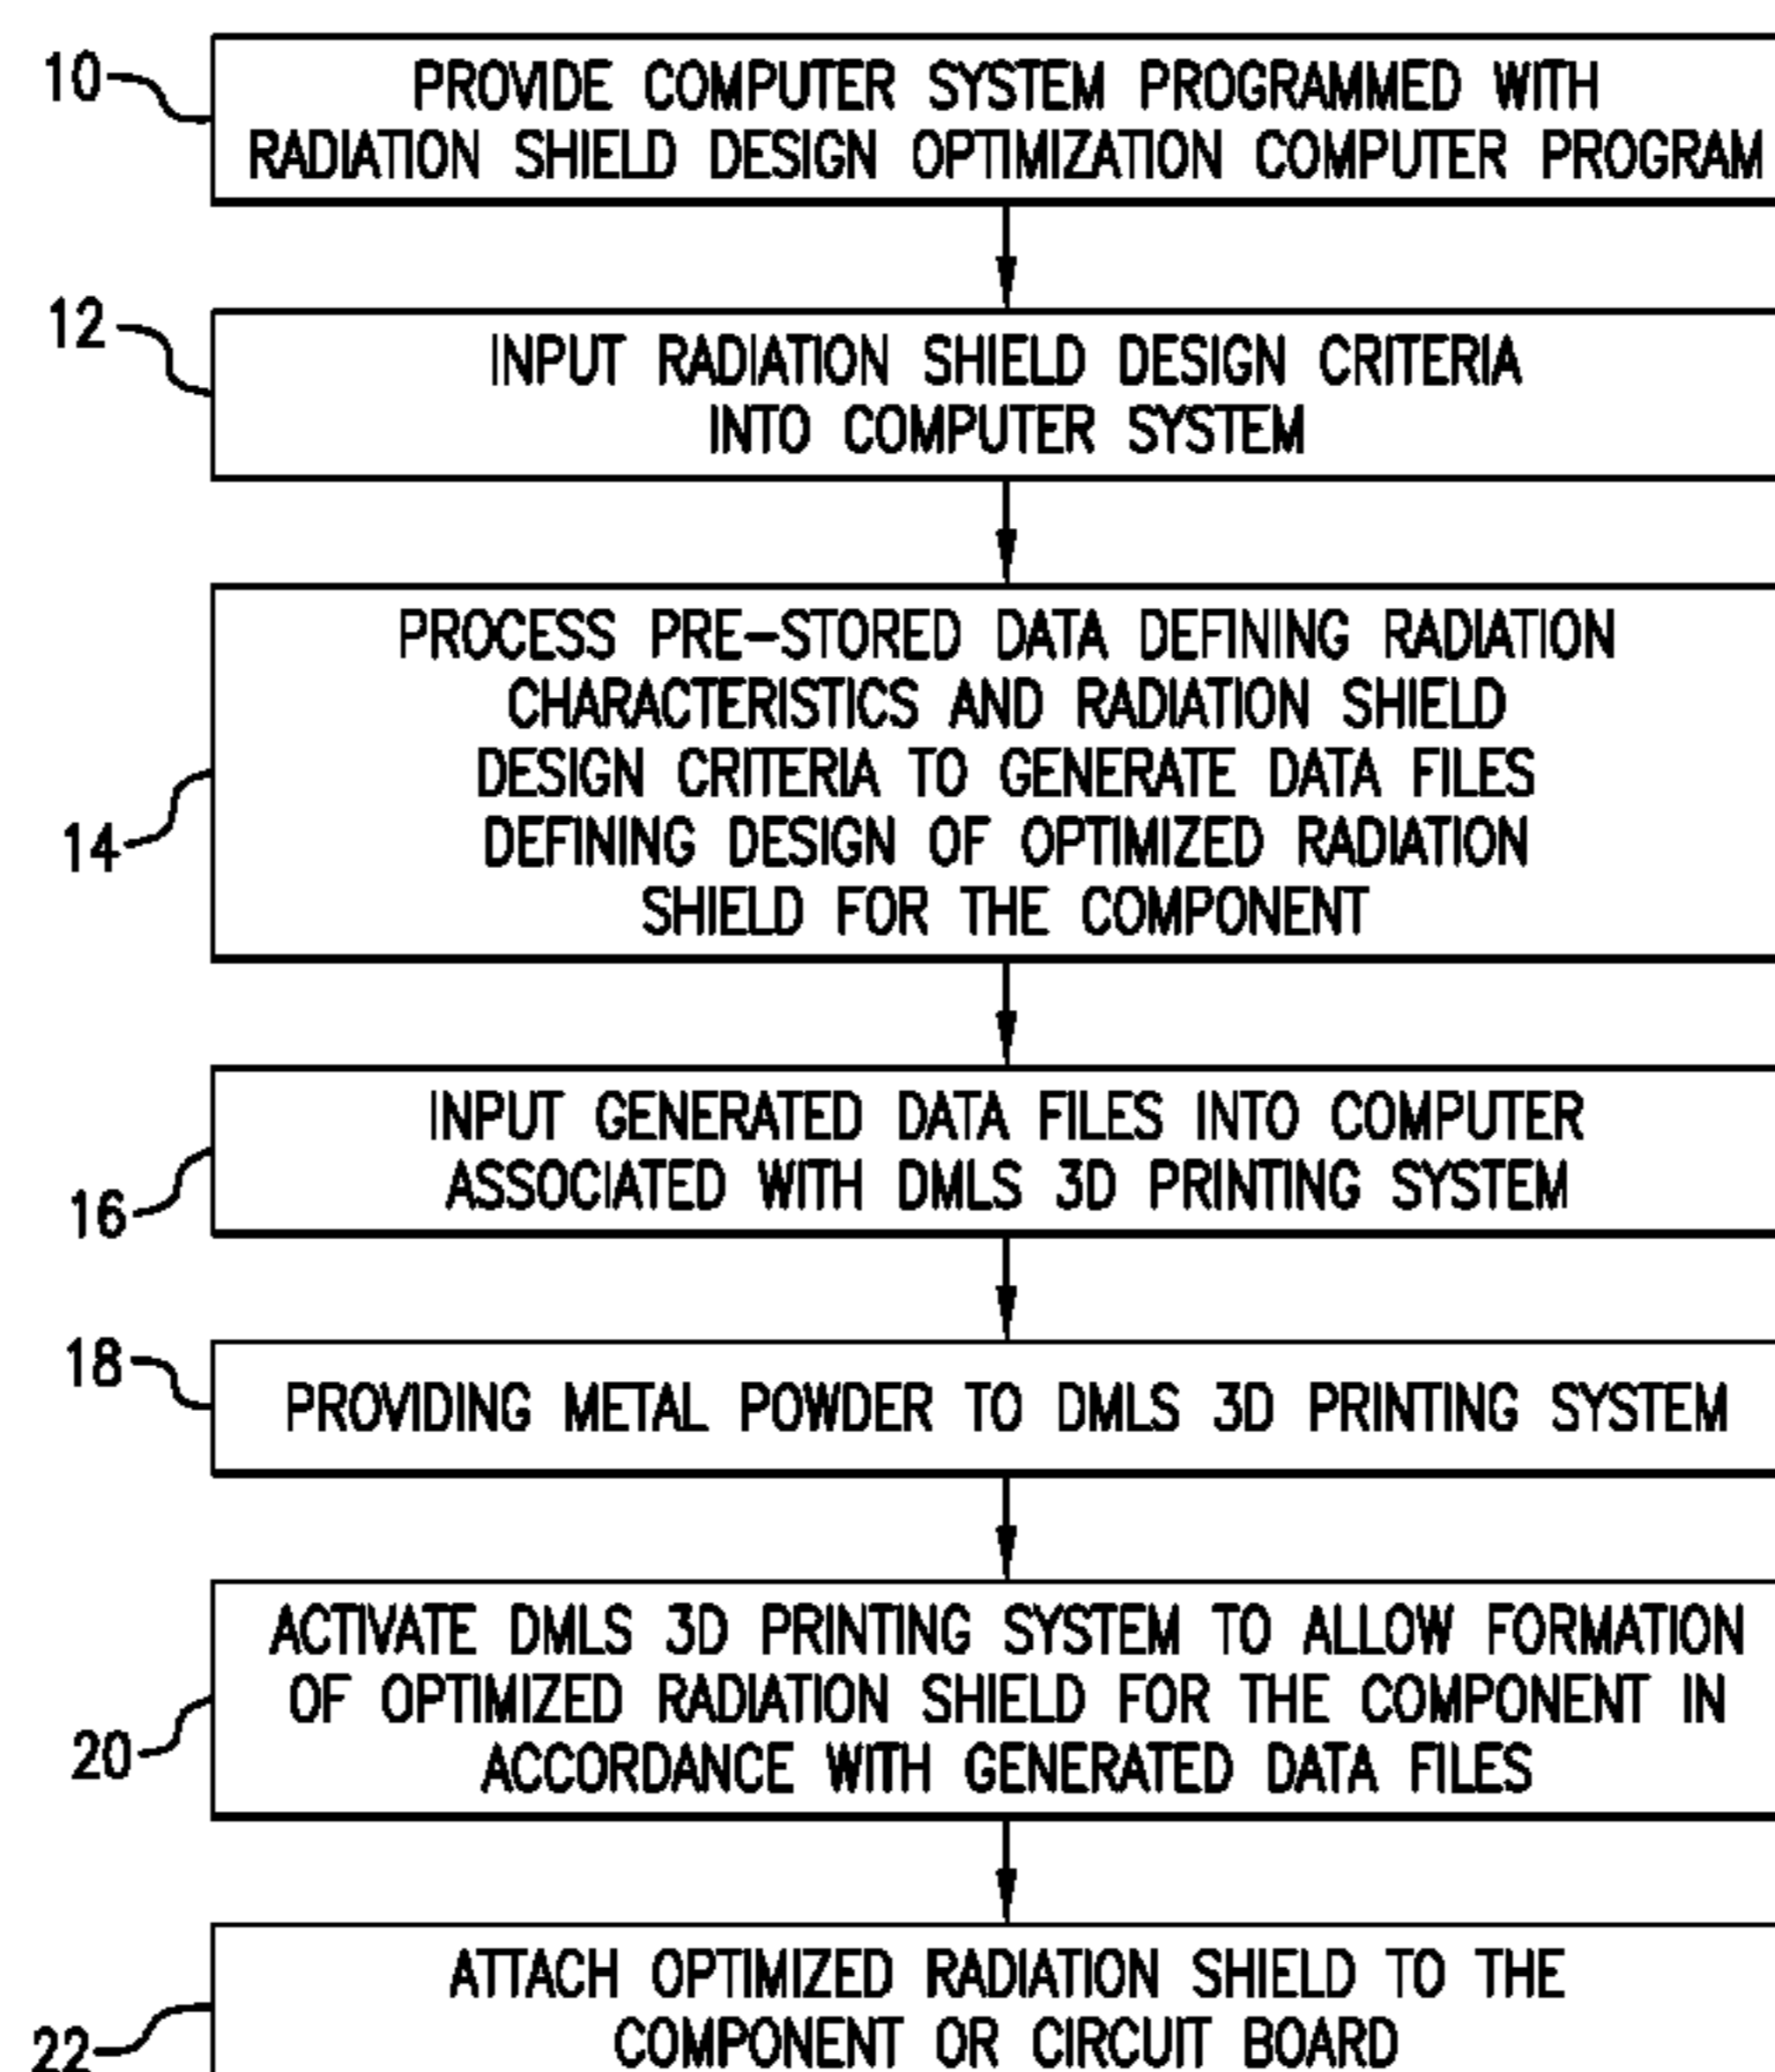 10
PROVIDE COMPUTER SYSTEM PROGRAMMED WITH
RADIATION SHIELD DESIGN OPTIMIZATION COMPUTER PROGRAM
12
INPUT RADIATION SHIELD DESIGN CRITERIA
INTO COMPUTER SYSTEM
14
PROCESS PRE-STORED DATA DEFINING RADIATION
CHARACTERISTICS AND RADIATION SHIELD
DESIGN CRITERIA TO GENERATE DATA FILES
DEFINING DESIGN OF OPTIMIZED RADIATION
SHIELD FOR THE COMPONENT
16
INPUT GENERATED DATA FILES INTO COMPUTER
ASSOCIATED WITH DMLS 3D PRINTING SYSTEM
18
PROVIDING METAL POWDER TO DMLS 3D PRINTING SYSTEM
20
ACTIVATE DMLS 3D PRINTING SYSTEM TO ALLOW FORMATION
OF OPTIMIZED RADIATION SHIELD FOR THE COMPONENT IN
ACCORDANCE WITH GENERATED DATA FILES
22
ATTACH OPTIMIZED RADIATION SHIELD TO THE
COMPONENT OR CIRCUIT BOARD